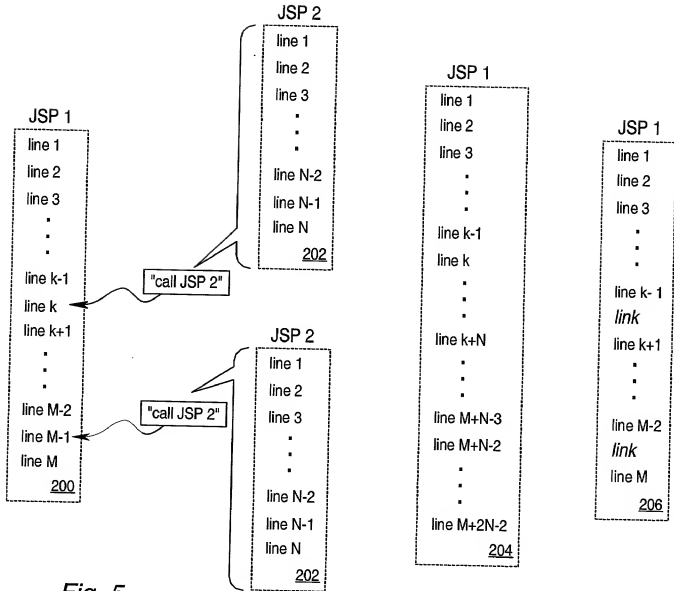 JSP 1
line 1
line 2
line 3
line k-1
line k
line k+1
line M-2
line M-1
line M
200
"call JSP 2"
"call JSP 2"
JSP 2
line 1
line 2
line 3
line N-2
line N-1
line N
202
JSP 2
line 1
line 2
line 3
line N-2
line N-1
line N
202
JSP 1
line 1
line 2
line 3
line k-1
line k
line k+N
line M+N-3
line M+N-2
line M+2N-2
204
JSP 1
line 1
line 2
line 3
line k-1
link
line k+1
line M-2
link
line M
206
Fig. 5